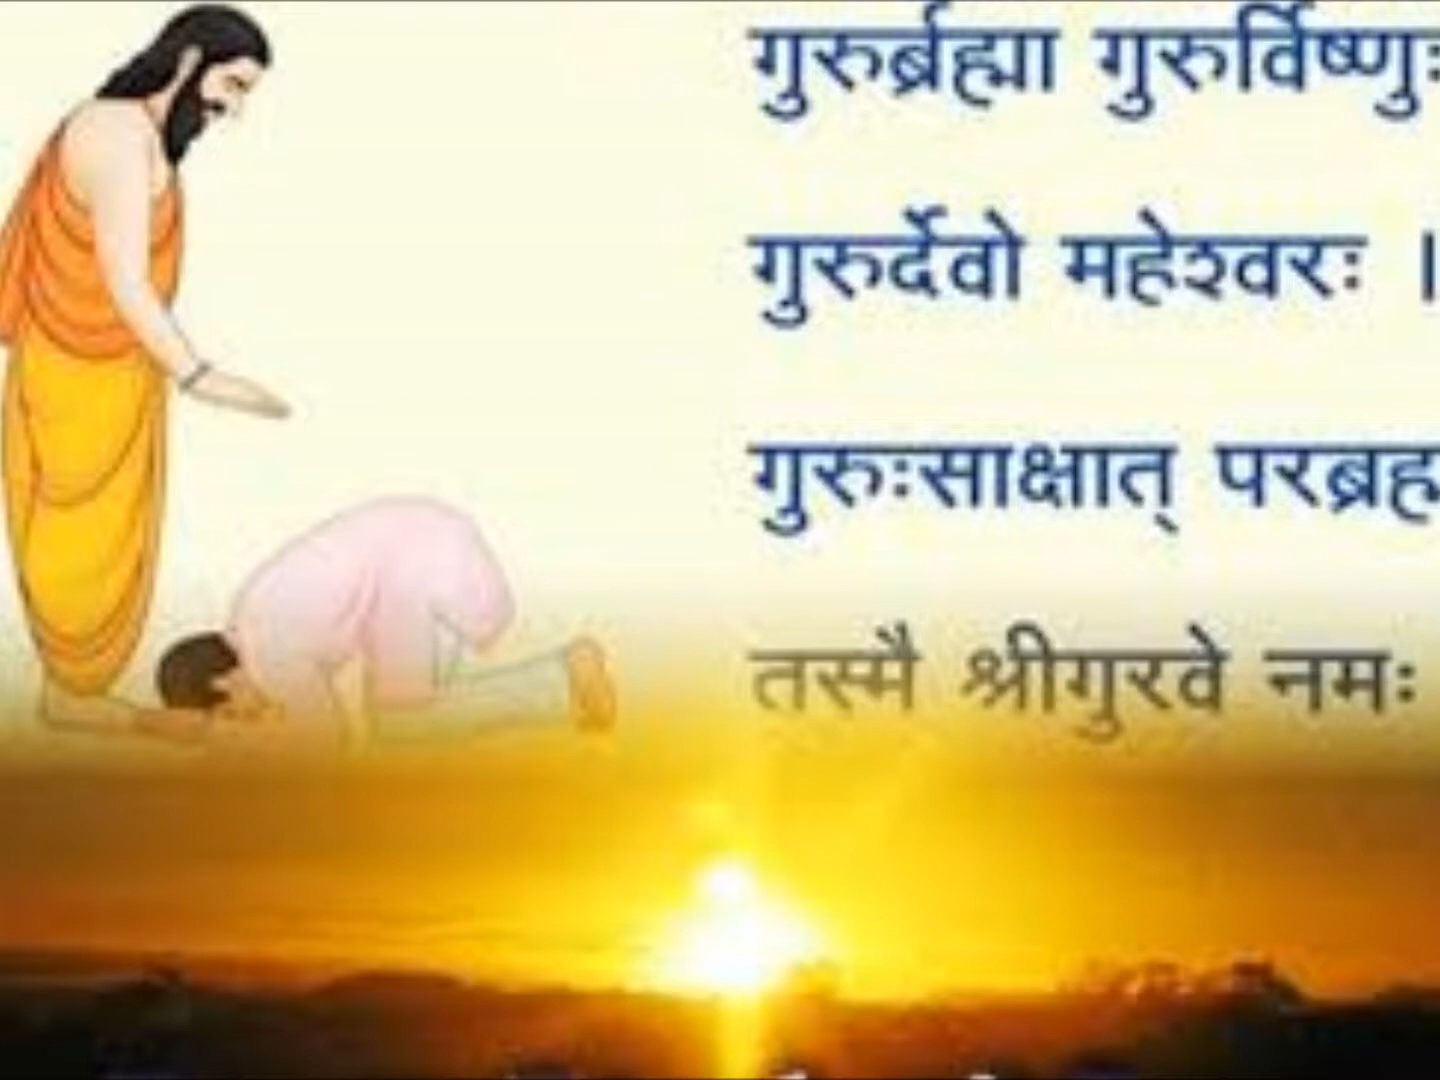 गुरुर्ब्रह्मा गुरुर्विष्णुः
गुरुर्देवो महेश्वरः ।
गुरुःसाक्षात् परब्रह्म
तस्मै श्रीगुरवे नमः